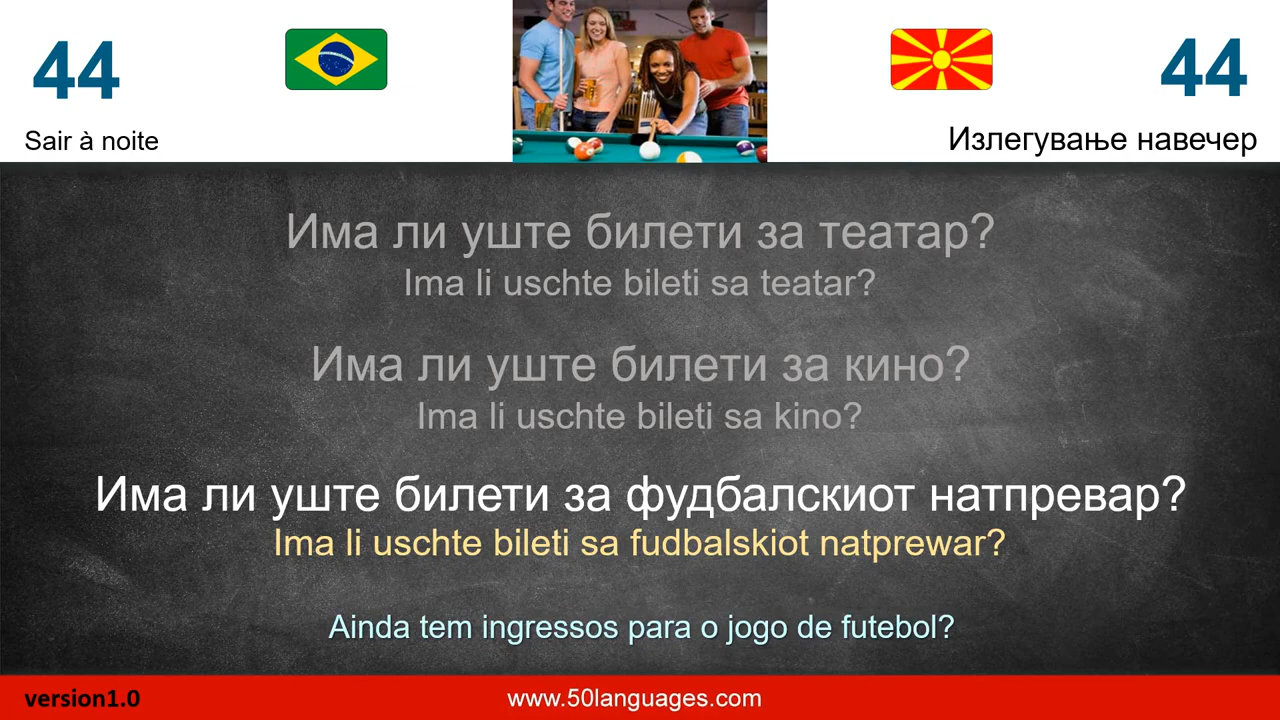 44
44
Sair à noite
Излегување навечер
Има ли уште билети за театар?
Ima li uschte bileti sa teatar?
Има ли уште билети за кино?
Ima li uschte bileti sa kino?
Има ли уште билети за фудбалскиот натпревар?
Ima li uschte bileti sa fudbalskiot natprewar?
Ainda tem ingressos para o jogo de futebol?
version1.0
www.50languages.com